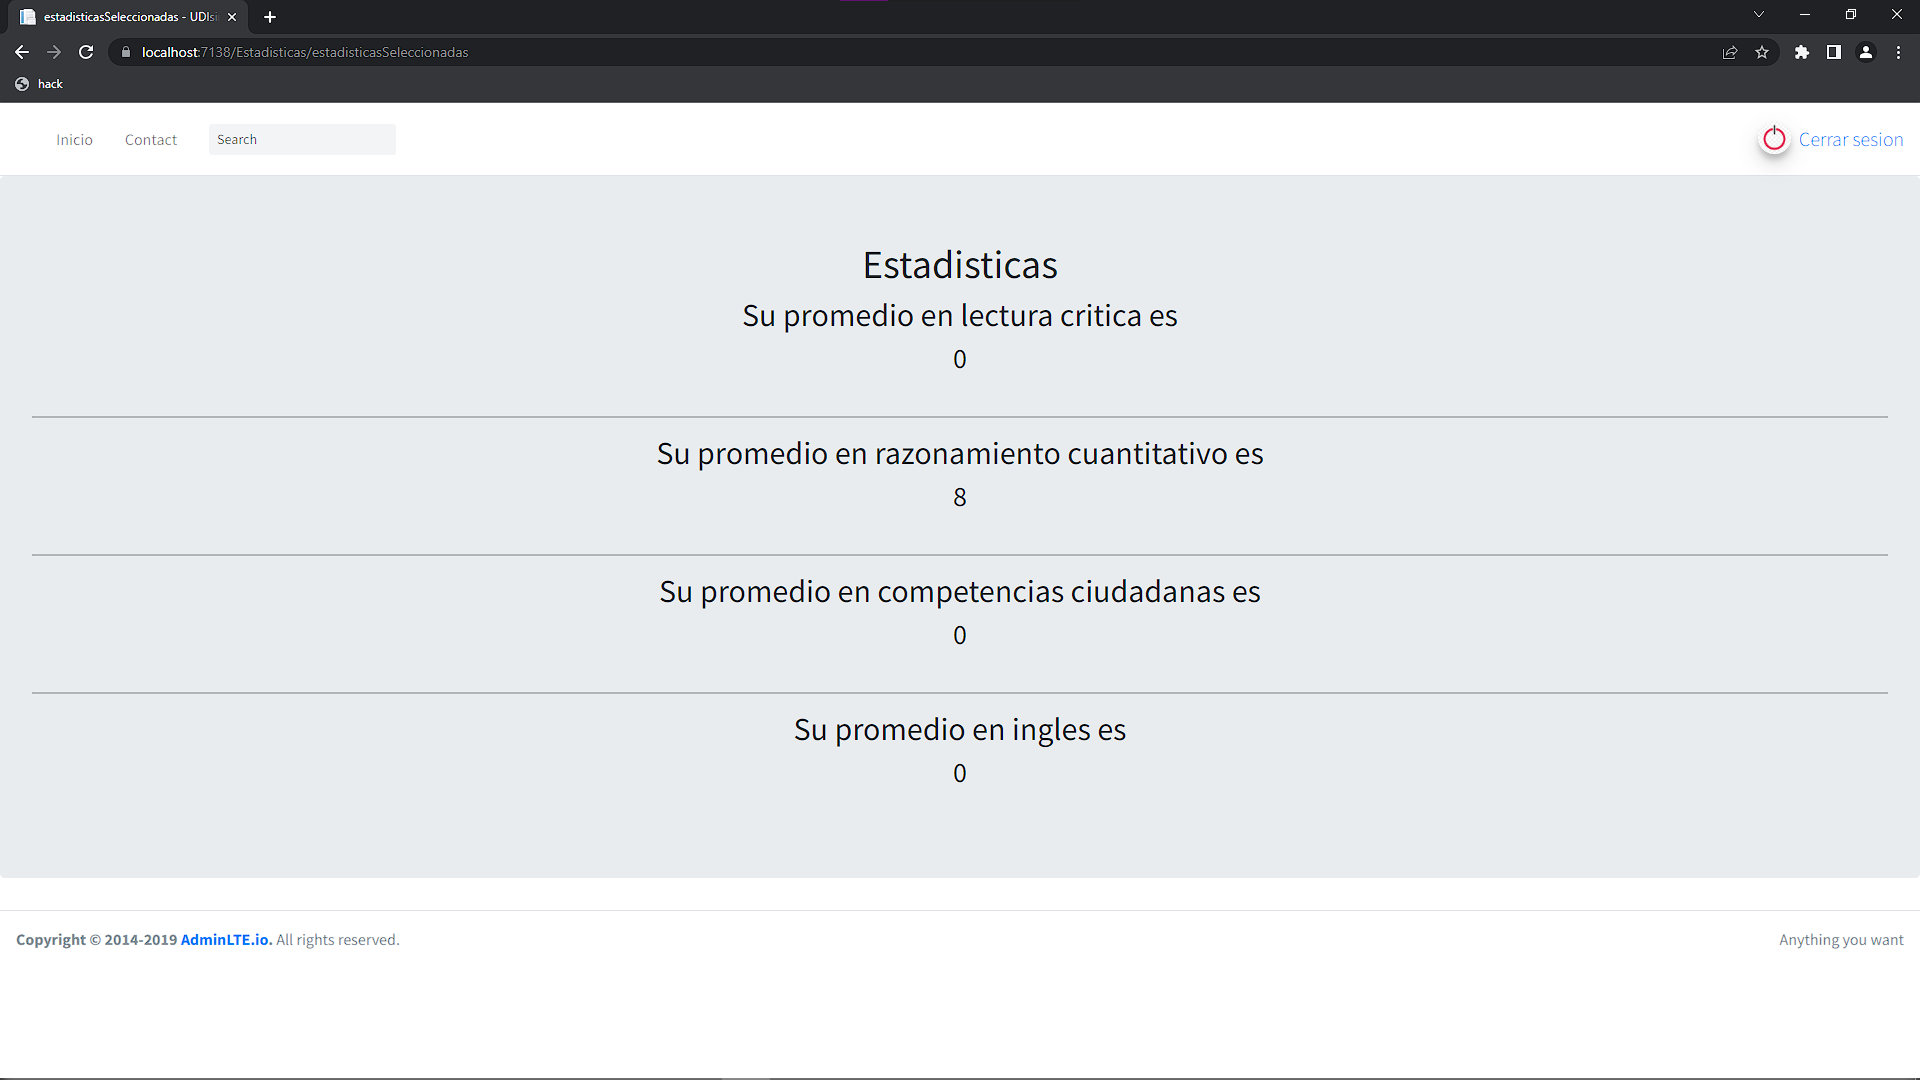 estadisticasSeleccionadas - UDIsi
localhost:7138/Estadisticas/estadisticasSeleccionadas
hack
Inicio Contact Search Cerrar sesion
Estadisticas
Su promedio en lectura critica es
0
Su promedio en razonamiento cuantitativo es
8
Su promedio en competencias ciudadanas es
0
Su promedio en ingles es
0
Copyright © 2014-2019 AdminLTE.io. All rights reserved. Anything you want